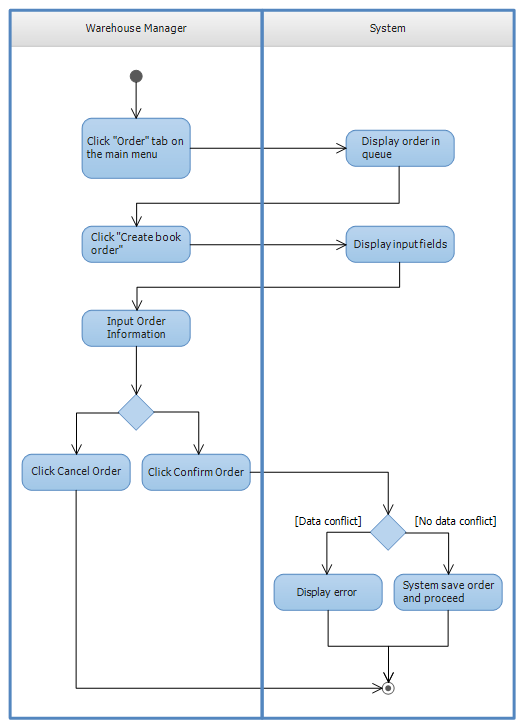 Warehouse Manager
System
Click "Order" tab on
the main menu
Display order in
queue
Click "Create book
order"
Display input fields
Input Order
Information
Click Cancel Order
Click Confirm Order
[Data conflict]
[No data conflict]
Display error
System save order
and proceed